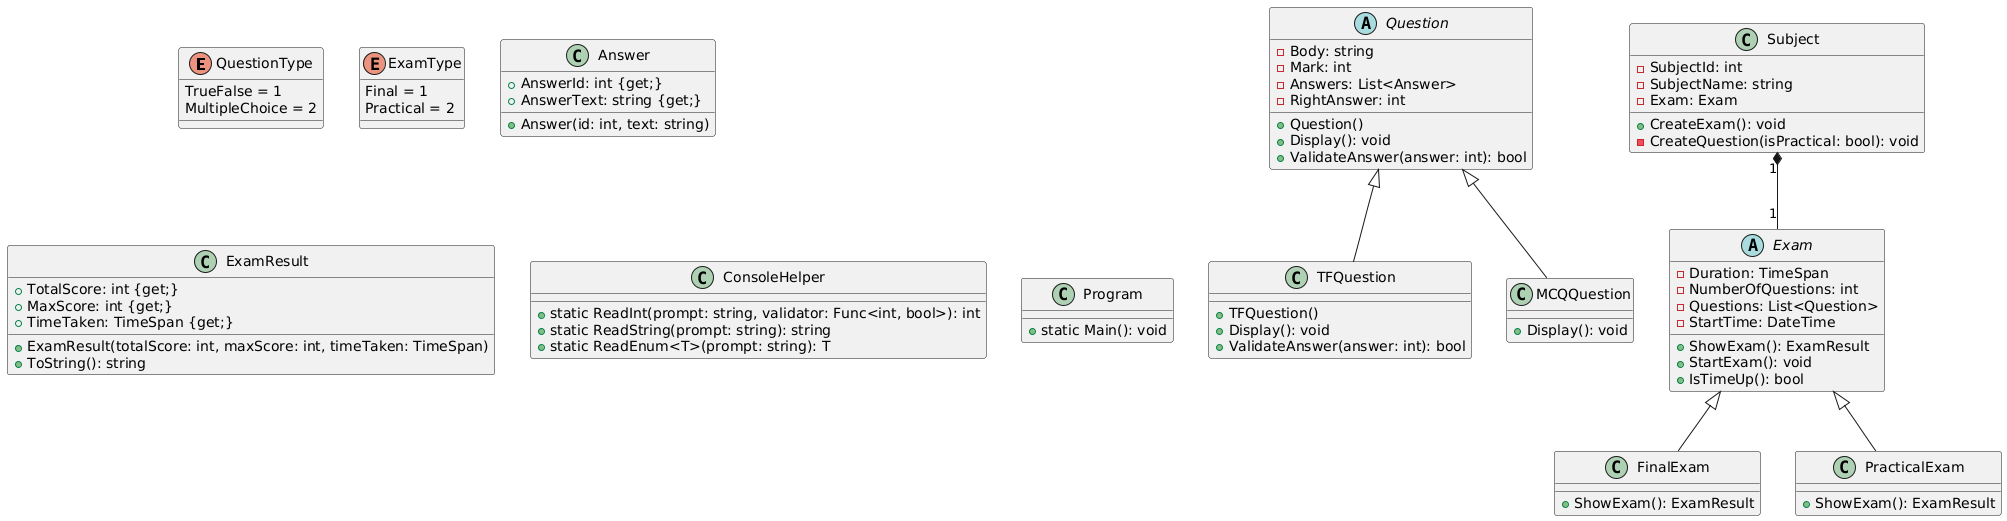 E QuestionType
TrueFalse = 1
MultipleChoice = 2
E ExamType
Final = 1
Practical = 2
C Answer
AnswerId: int {get;}
AnswerText: string {get;}
Answer(id: int, text: string)
A Question
Body: string
Mark: int
Answers: List<Answer>
RightAnswer: int
Question()
Display(): void
ValidateAnswer(answer: int): bool
C Subject
SubjectId: int
SubjectName: string
Exam: Exam
CreateExam(): void
CreateQuestion(isPractical: bool): void
1
1
C ExamResult
TotalScore: int {get;}
MaxScore: int {get;}
TimeTaken: TimeSpan {get;}
ExamResult(totalScore: int, maxScore: int, timeTaken: TimeSpan)
ToString(): string
C ConsoleHelper
static ReadInt(prompt: string, validator: Func<int, bool>): int
static ReadString(prompt: string): string
static ReadEnum<T>(prompt: string): T
C Program
static Main(): void
C TFQuestion
TFQuestion()
Display(): void
ValidateAnswer(answer: int): bool
C MCQQuestion
Display(): void
A Exam
Duration: TimeSpan
NumberOfQuestions: int
Questions: List<Question>
StartTime: DateTime
ShowExam(): ExamResult
StartExam(): void
IsTimeUp(): bool
C FinalExam
ShowExam(): ExamResult
C PracticalExam
ShowExam(): ExamResult